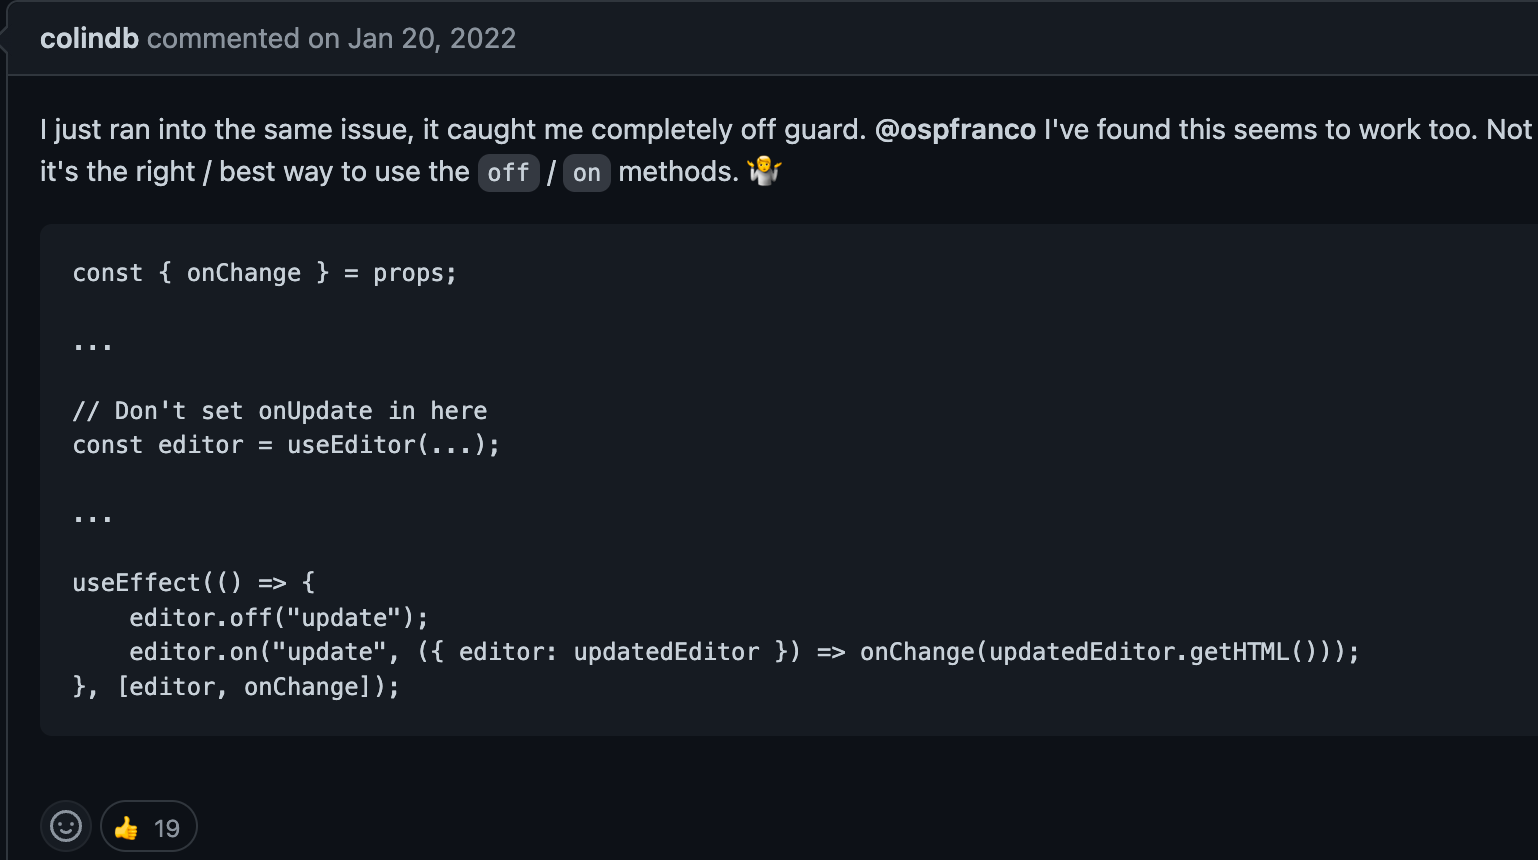 colindb commented on Jan 20, 2022
I just ran into the same issue, it caught me completely off guard. @ospfranco I've found this seems to work too. Not
it's the right / best way to use the off / on methods. 🤷
const { onChange } = props;
...
// Don't set onUpdate in here
const editor = useEditor(...);
...
useEffect(() => {
    editor.off("update");
    editor.on("update", ({ editor: updatedEditor }) => onChange(updatedEditor.getHTML()));
}, [editor, onChange]);
👍 19